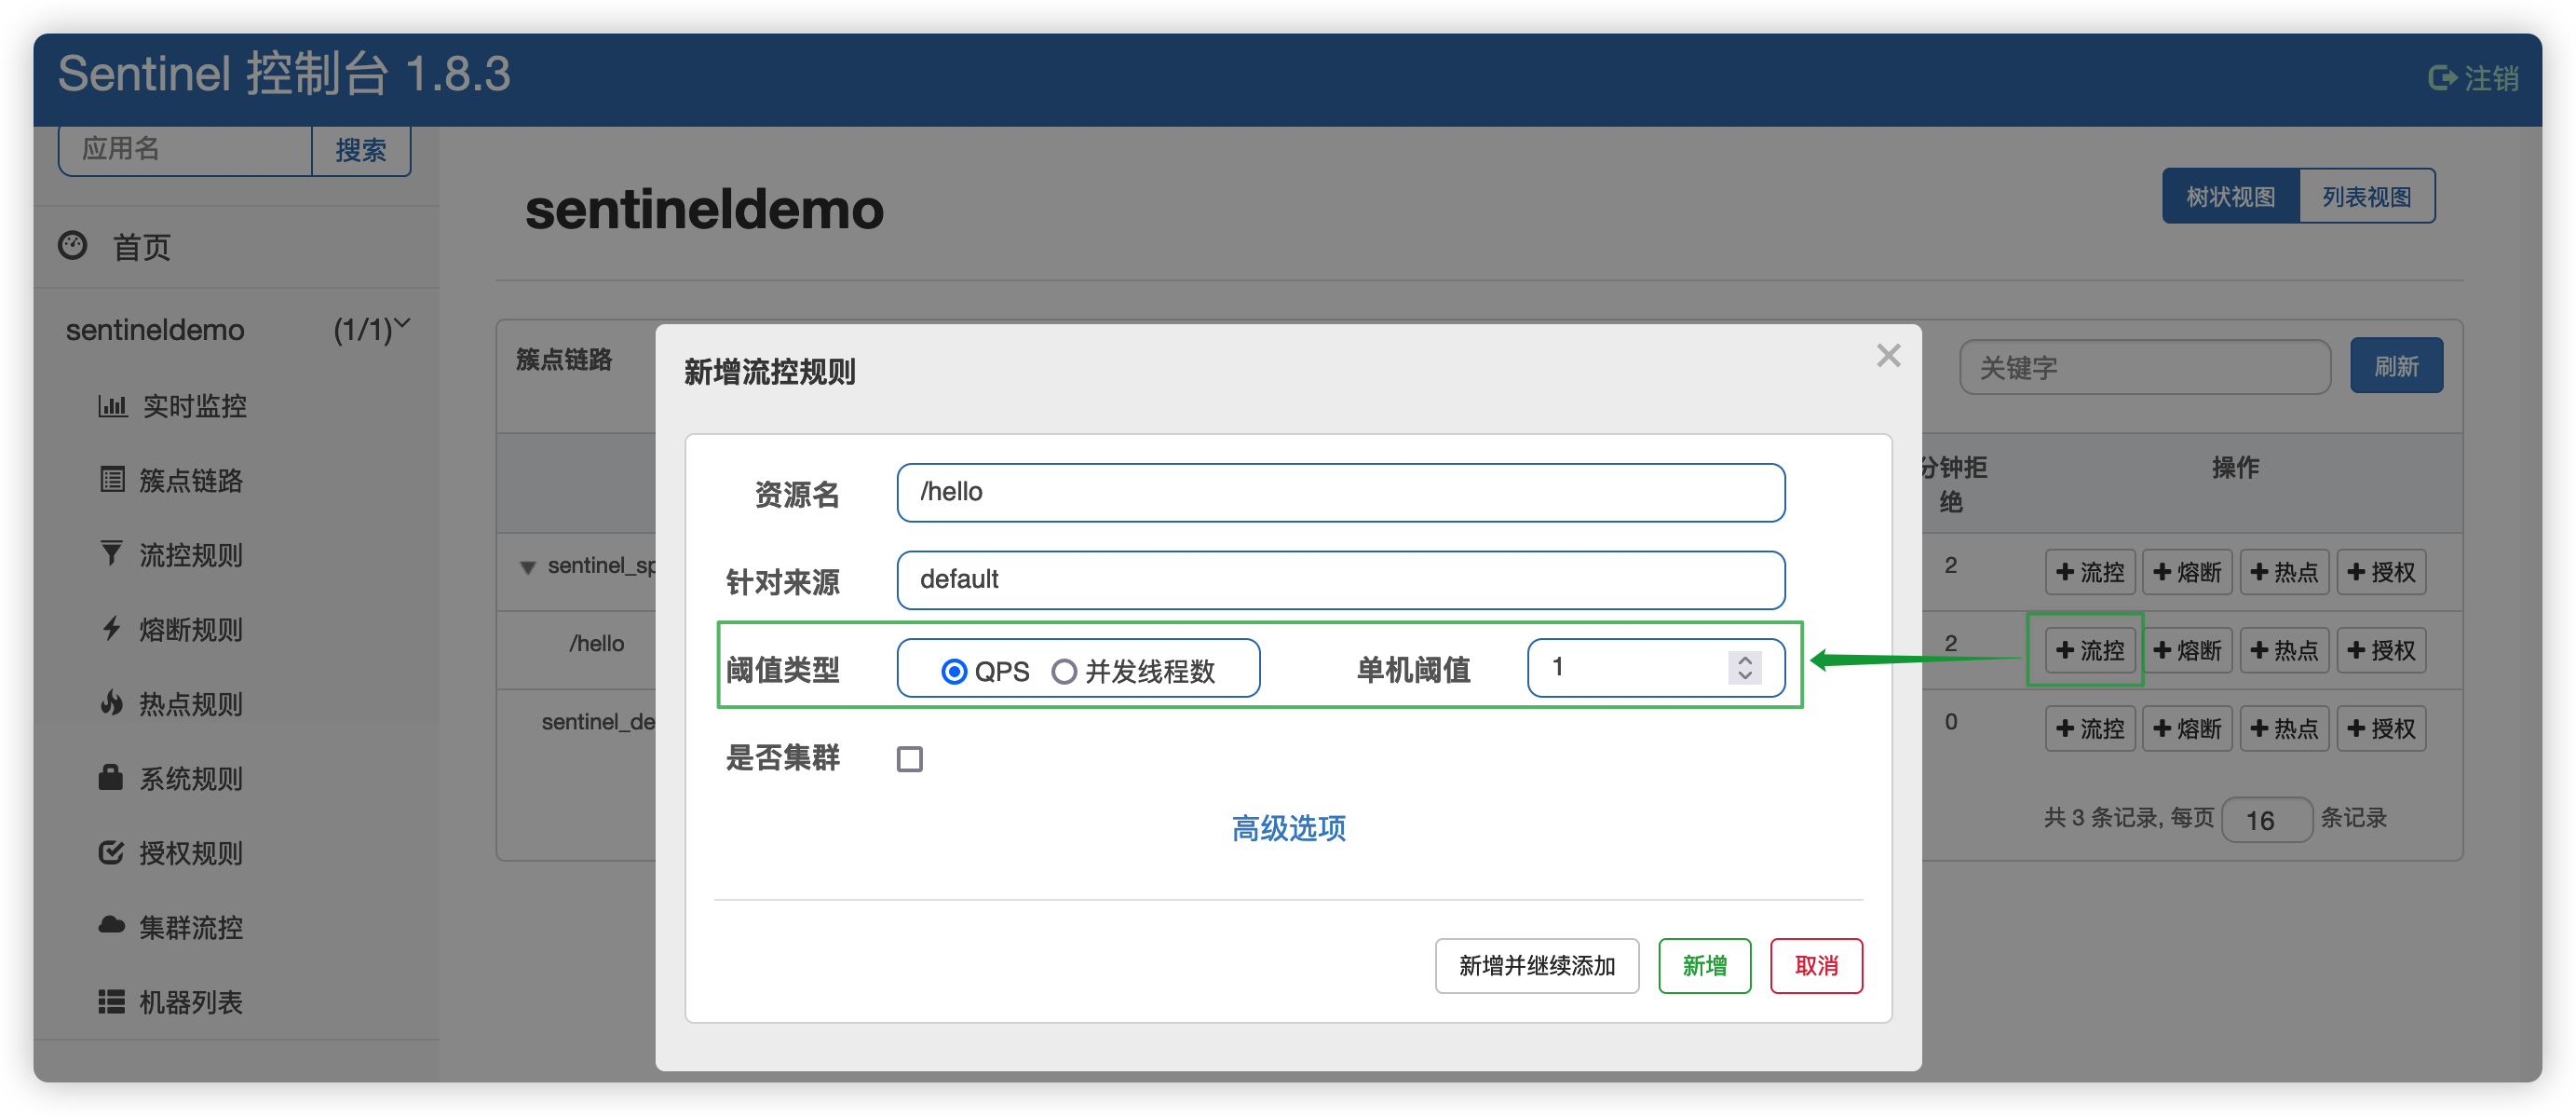 Sentinel 控制台 1.8.3
注销
应用名 搜索
首页
sentineldemo (1/1)
实时监控
簇点链路
流控规则
熔断规则
热点规则
系统规则
授权规则
集群流控
机器列表
sentineldemo
树状视图 列表视图
簇点链路
关键字 刷新
分钟拒
绝
操作
sentinel_sp
2 流控 熔断 热点 授权
/hello
2 流控 熔断 热点 授权
sentinel_de
0 流控 熔断 热点 授权
共 3 条记录, 每页 16 条记录
新增流控规则
资源名 /hello
针对来源 default
阈值类型 QPS 并发线程数 单机阈值 1
是否集群
高级选项
新增并继续添加 新增 取消